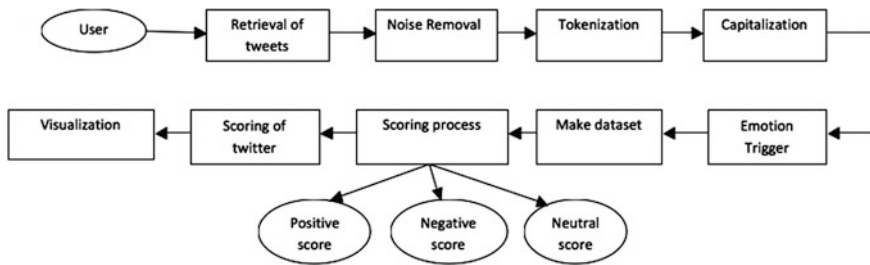 User
Retrieval of
tweets
Noise Removal
Tokenization
Capitalization
Visualization
Scoring of
twitter
Scoring process
Make dataset
Emotion
Trigger
Positive
score
Negative
score
Neutral
score